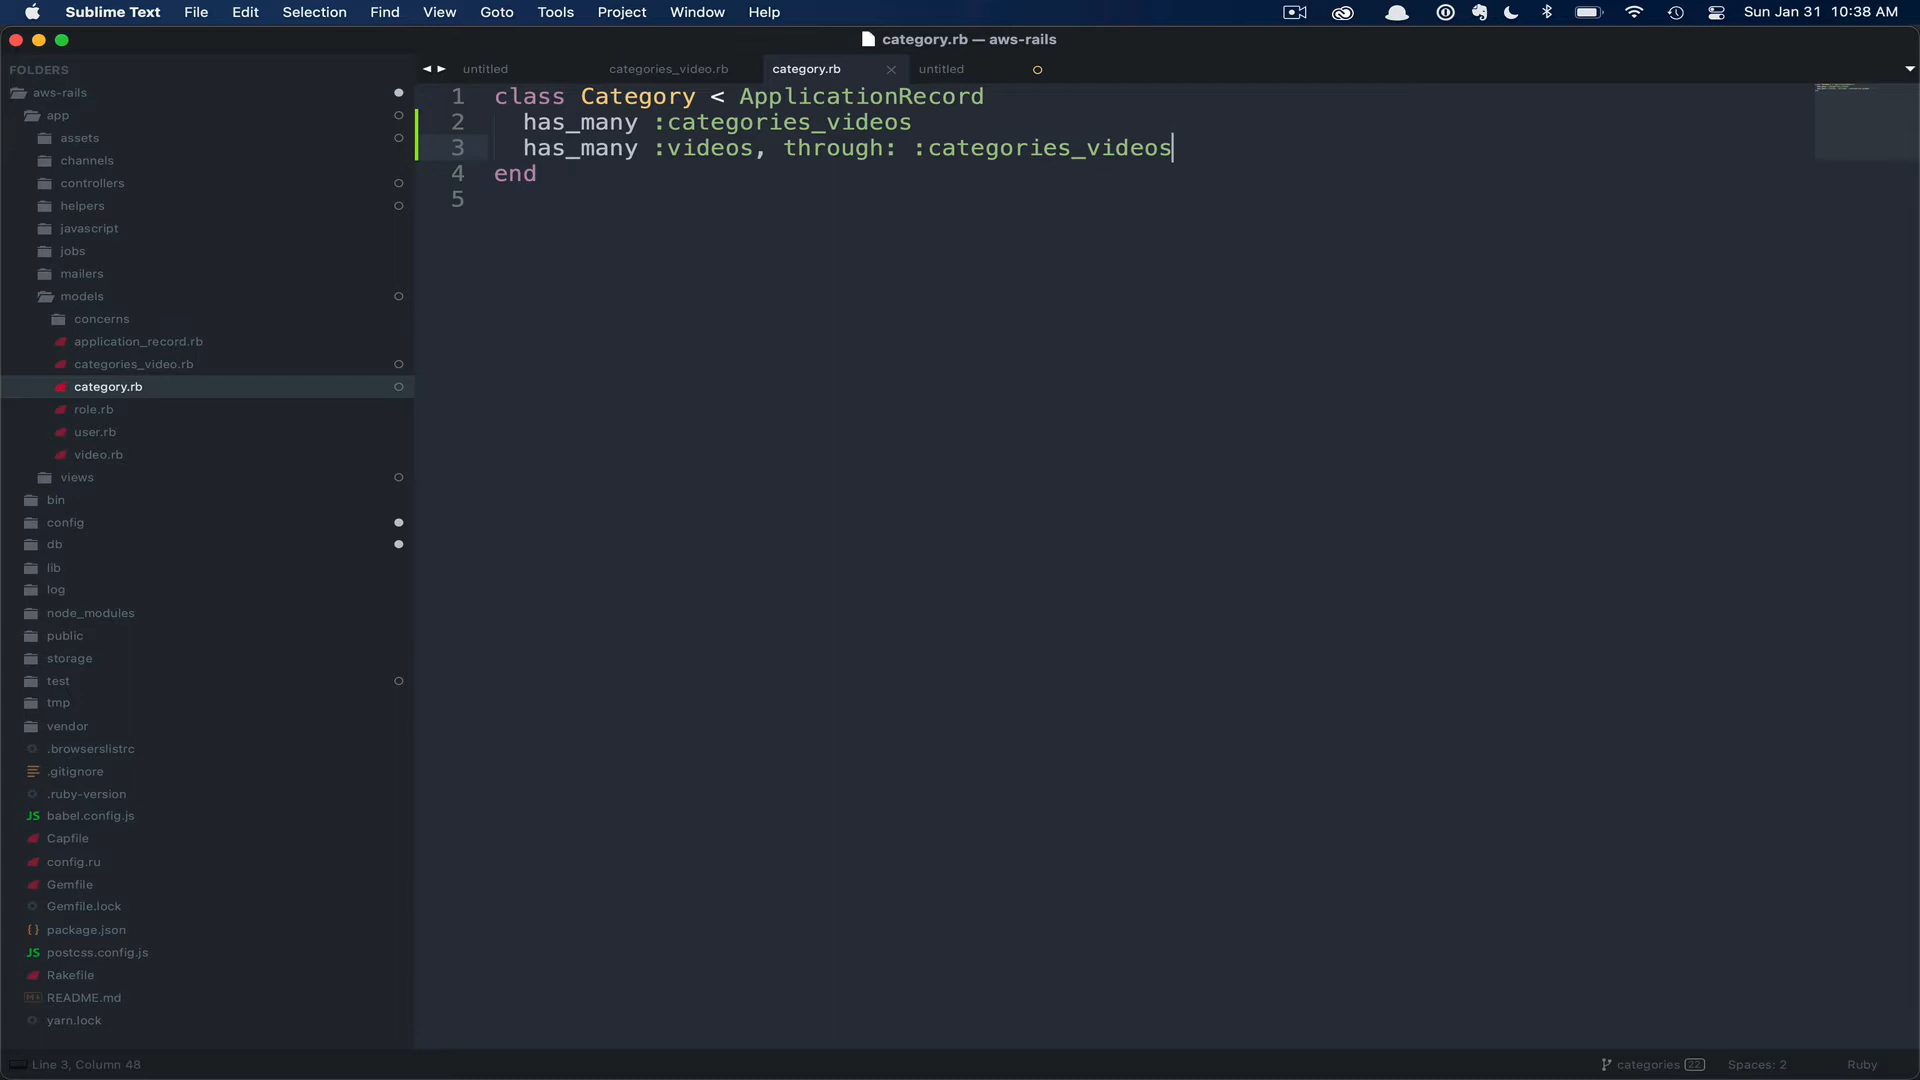 Sublime Text File Edit Selection Find View Goto Tools Project Window Help Sun Jan 31 10:38 AM
category.rb — aws-rails
FOLDERS
aws-rails
app
assets
channels
controllers
helpers
javascript
jobs
mailers
models
concerns
application_record.rb
categories_video.rb
category.rb
role.rb
user.rb
video.rb
views
bin
config
db
lib
log
node_modules
public
storage
test
tmp
vendor
.browserslistrc
.gitignore
.ruby-version
JS babel.config.js
Capfile
config.ru
Gemfile
Gemfile.lock
package.json
JS postcss.config.js
Rakefile
README.md
yarn.lock
untitled categories_video.rb category.rb untitled
1 class Category < ApplicationRecord
2 has_many :categories_videos
3 has_many :videos, through: :categories_videos
4 end
5
Line 3, Column 48 categories 22 Spaces: 2 Ruby